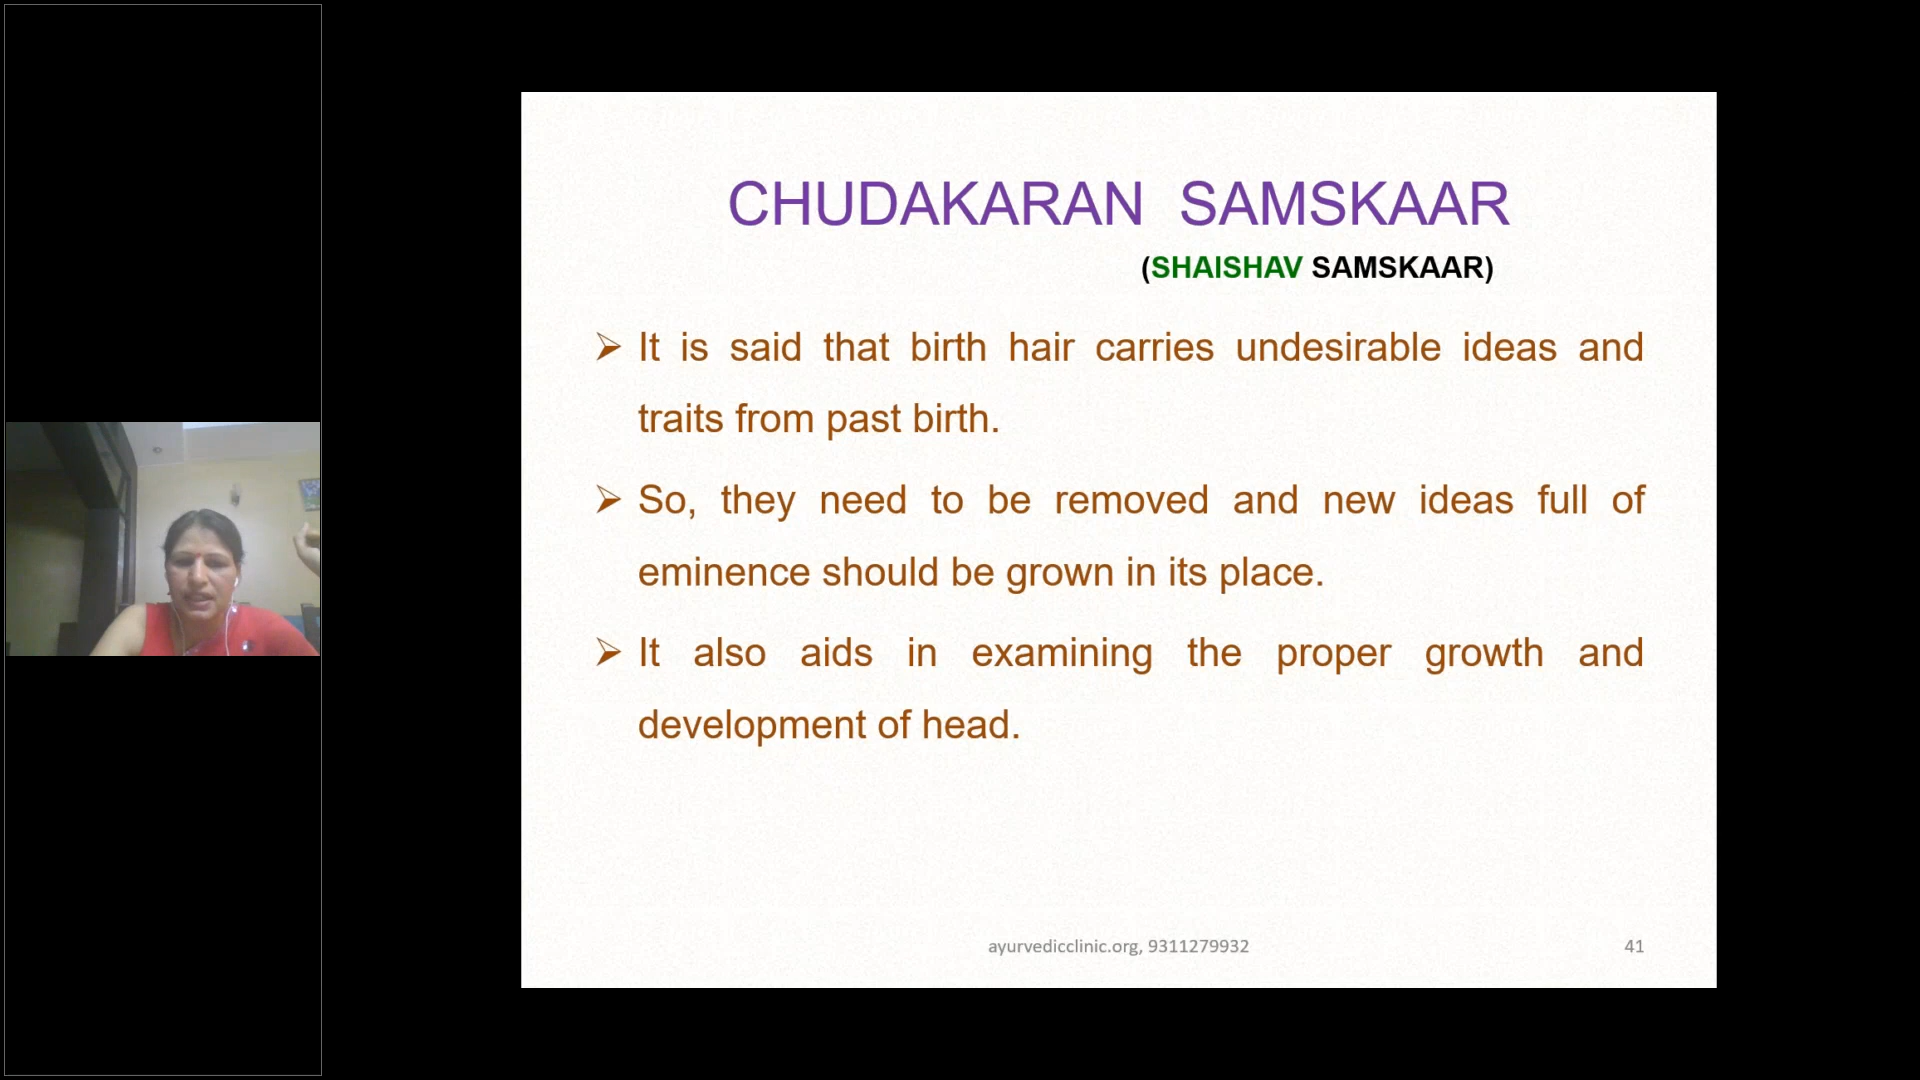 CHUDAKARAN SAMSKAAR
(SHAISHAV SAMSKAAR)
➢ It is said that birth hair carries undesirable ideas and
traits from past birth.
➢ So, they need to be removed and new ideas full of
eminence should be grown in its place.
➢ It also aids in examining the proper growth and
development of head.
ayurvedicclinic.org, 9311279932
41